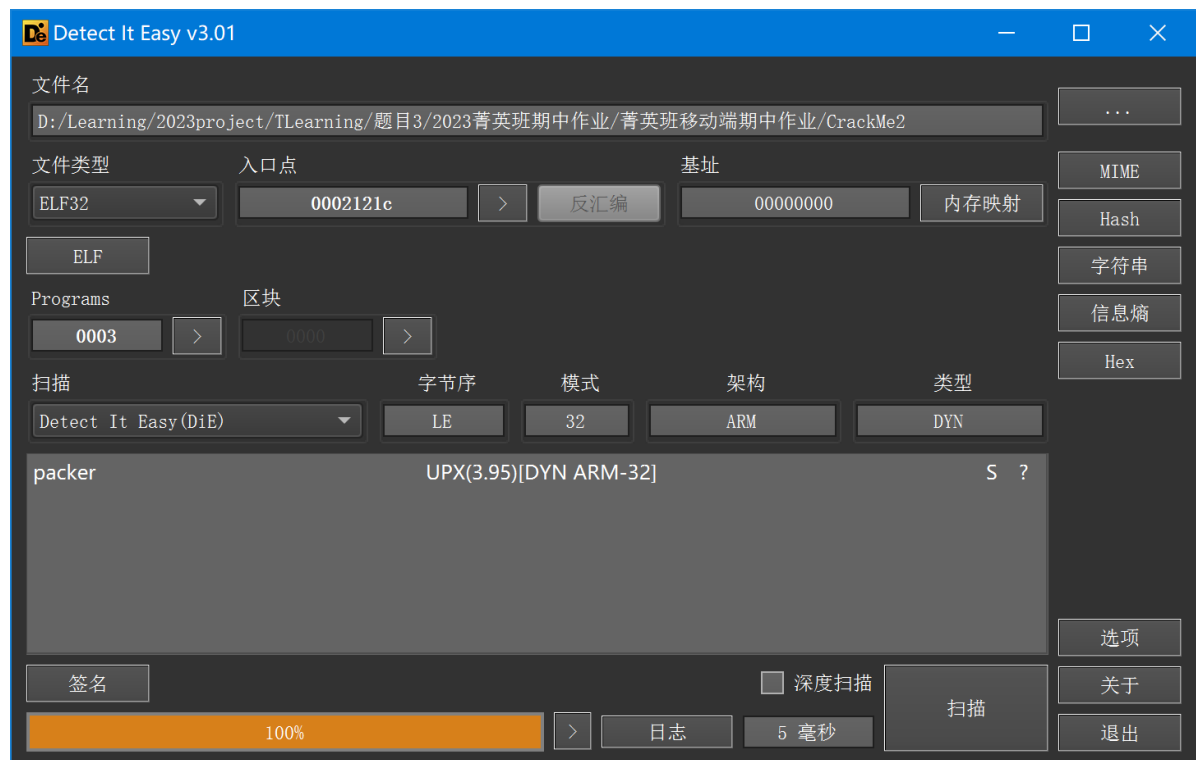 Detect It Easy v3.01
文件名
D:/Learning/2023project/TLearning/题目3/2023菁英班期中作业/菁英班移动端期中作业/CrackMe2
...
文件类型 入口点 基址
MIME
ELF32 0002121c > 反汇编 00000000 内存映射
Hash
ELF
字符串
Programs 区块
信息熵
0003 > 0000 >
Hex
扫描 字节序 模式 架构 类型
Detect It Easy(DiE) LE 32 ARM DYN
packer UPX(3.95)[DYN ARM-32] S ?
选项
签名 深度扫描 扫描
关于
100% > 日志 5 毫秒
退出